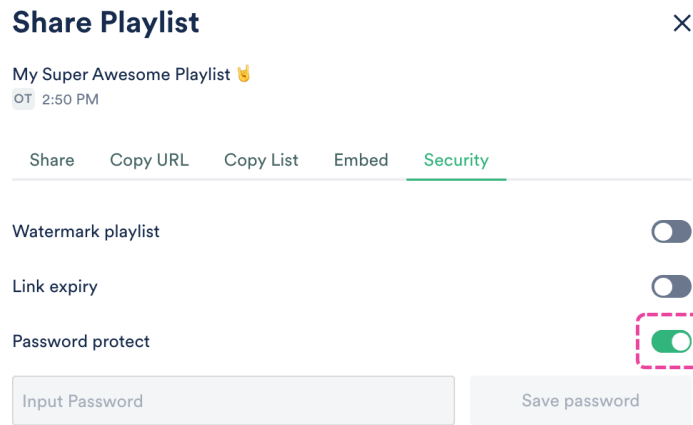 Share Playlist
My Super Awesome Playlist 🤘
OT 2:50 PM
Share Copy URL Copy List Embed Security
Watermark playlist
Link expiry
Password protect
Input Password Save password